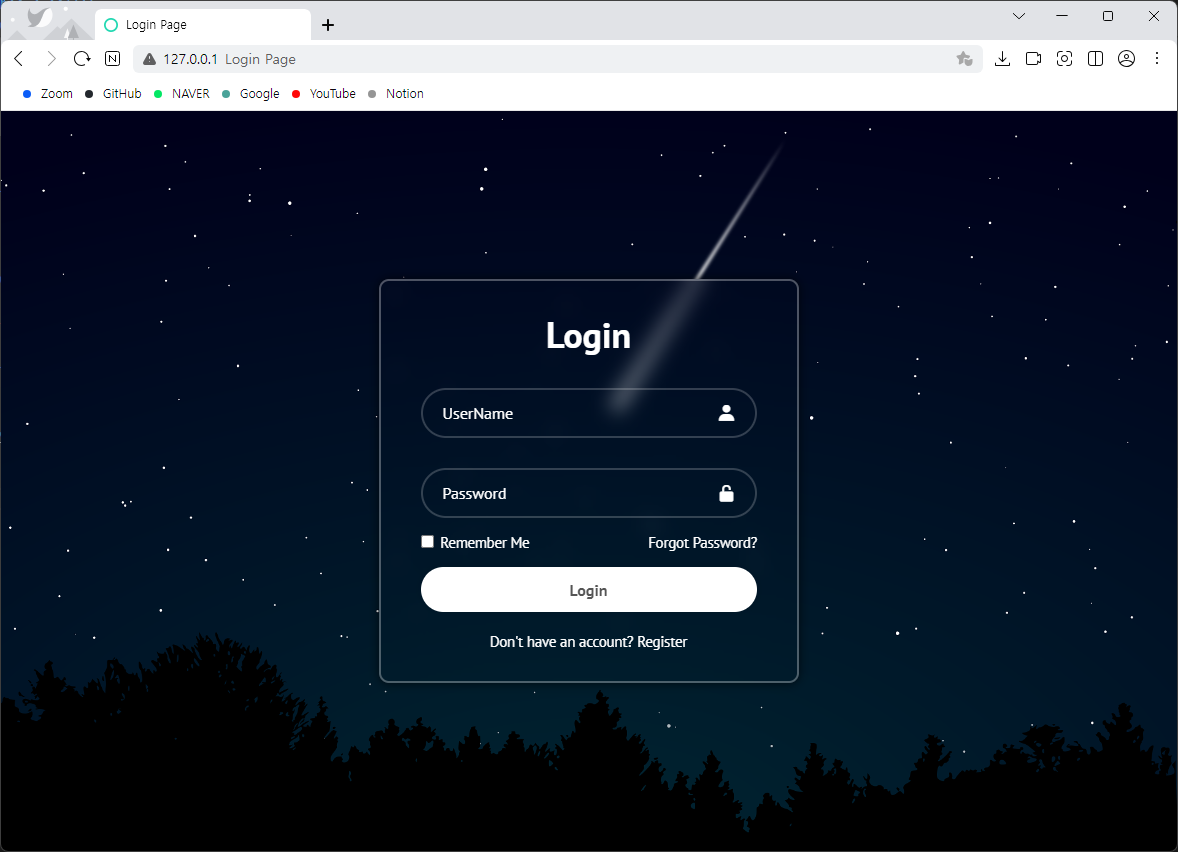 Login Page
N 127.0.0.1 Login Page
Zoom GitHub NAVER Google YouTube Notion
Login
UserName
Password
Remember Me Forgot Password?
Login
Don't have an account? Register